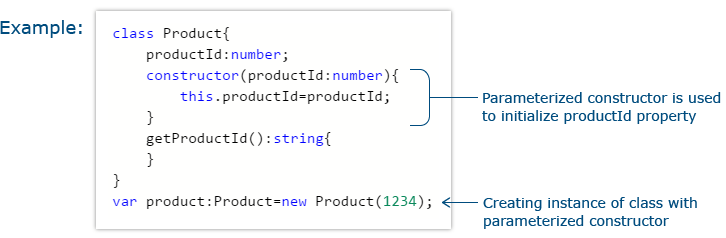 Example:
class Product{
productId:number;
constructor(productId:number){
this.productId=productId;
}
getProductId():string{
}
}
var product:Product=new Product(1234);
Parameterized constructor is used
to initialize productId property
Creating instance of class with
parameterized constructor